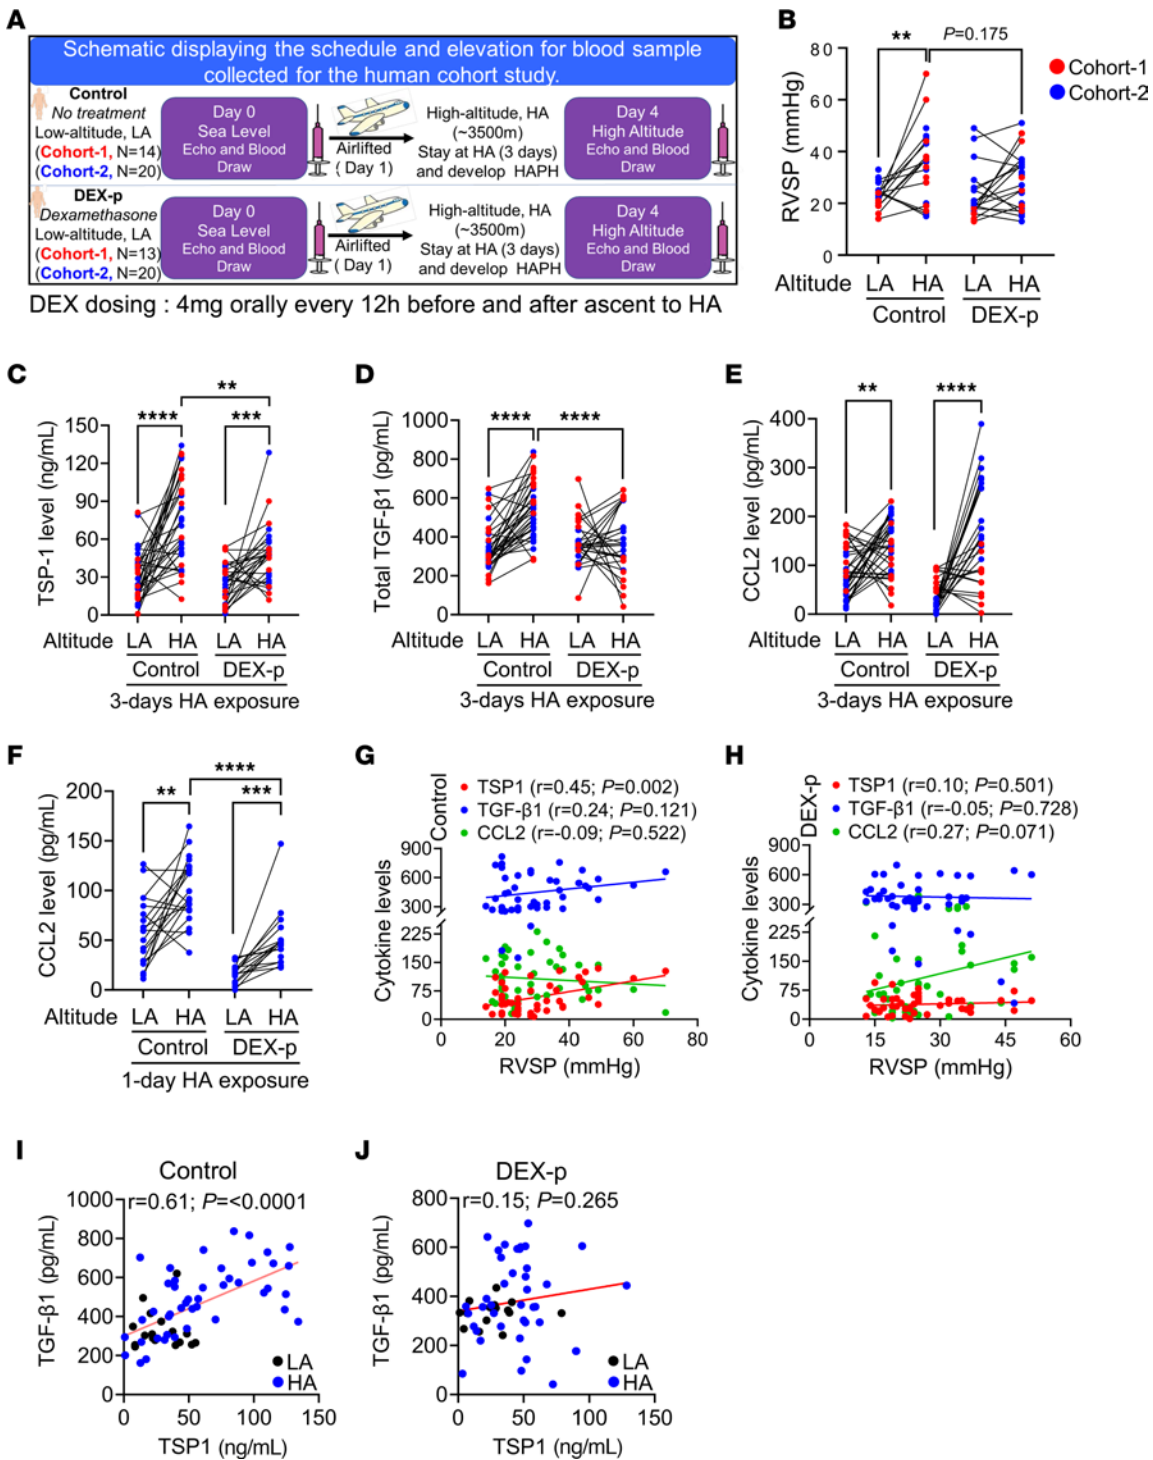 A
Schematic displaying the schedule and elevation for blood sample
collected for the human cohort study.
Control
No treatment
Low-altitude, LA
(Cohort-1, N=14)
(Cohort-2, N=20)
Day 0
Sea Level
Echo and Blood
Draw
Airlifted
( Day 1)
High-altitude, HA
(~3500m)
Stay at HA (3 days)
and develop HAPH
Day 4
High Altitude
Echo and Blood
Draw
DEX-p
Dexamethasone
Low-altitude, LA
(Cohort-1, N=13)
(Cohort-2, N=20)
Day 0
Sea Level
Echo and Blood
Draw
Airlifted
(Day 1)
High-altitude, HA
(~3500m)
Stay at HA (3 days)
and develop HAPH
Day 4
High Altitude
Echo and Blood
Draw
DEX dosing : 4mg orally every 12h before and after ascent to HA
B
** P=0.175
Cohort-1
Cohort-2
RVSP (mmHg)
80
60
40
20
0
Altitude LA HA LA HA
Control DEX-p
C
**
**** ***
TSP-1 level (ng/mL)
150
120
90
60
30
0
Altitude LA HA LA HA
Control DEX-p
3-days HA exposure
D
**** ****
Total TGF-β1 (pg/mL)
1000
800
600
400
200
0
Altitude LA HA LA HA
Control DEX-p
3-days HA exposure
E
** ****
CCL2 level (pg/mL)
400
300
200
100
0
Altitude LA HA LA HA
Control DEX-p
3-days HA exposure
F
****
** ***
CCL2 level (pg/mL)
200
150
100
50
0
Altitude LA HA LA HA
Control DEX-p
1-day HA exposure
G
Control
TSP1 (r=0.45; P=0.002)
TGF-β1 (r=0.24; P=0.121)
CCL2 (r=-0.09; P=0.522)
Cytokine levels
900
600
300
225
150
75
0
0 20 40 60 80
RVSP (mmHg)
H
DEX-p
TSP1 (r=0.10; P=0.501)
TGF-β1 (r=-0.05; P=0.728)
CCL2 (r=0.27; P=0.071)
Cytokine levels
900
600
300
225
150
75
0
0 15 30 45 60
RVSP (mmHg)
I
Control
r=0.61; P=<0.0001
TGF-β1 (pg/mL)
1000
800
600
400
200
0
LA
HA
0 50 100 150
TSP1 (ng/mL)
J
DEX-p
r=0.15; P=0.265
TGF-β1 (pg/mL)
800
600
400
200
0
LA
HA
0 50 100 150
TSP1 (ng/mL)